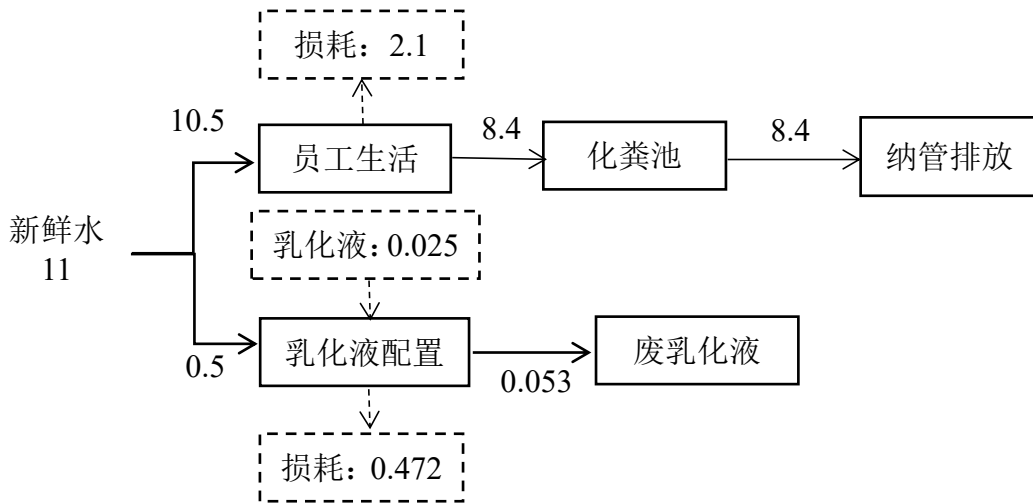 损耗：2.1
10.5
员工生活
8.4
化粪池
8.4
纳管排放
新鲜水
11
乳化液：0.025
0.5
乳化液配置
0.053
废乳化液
损耗：0.472